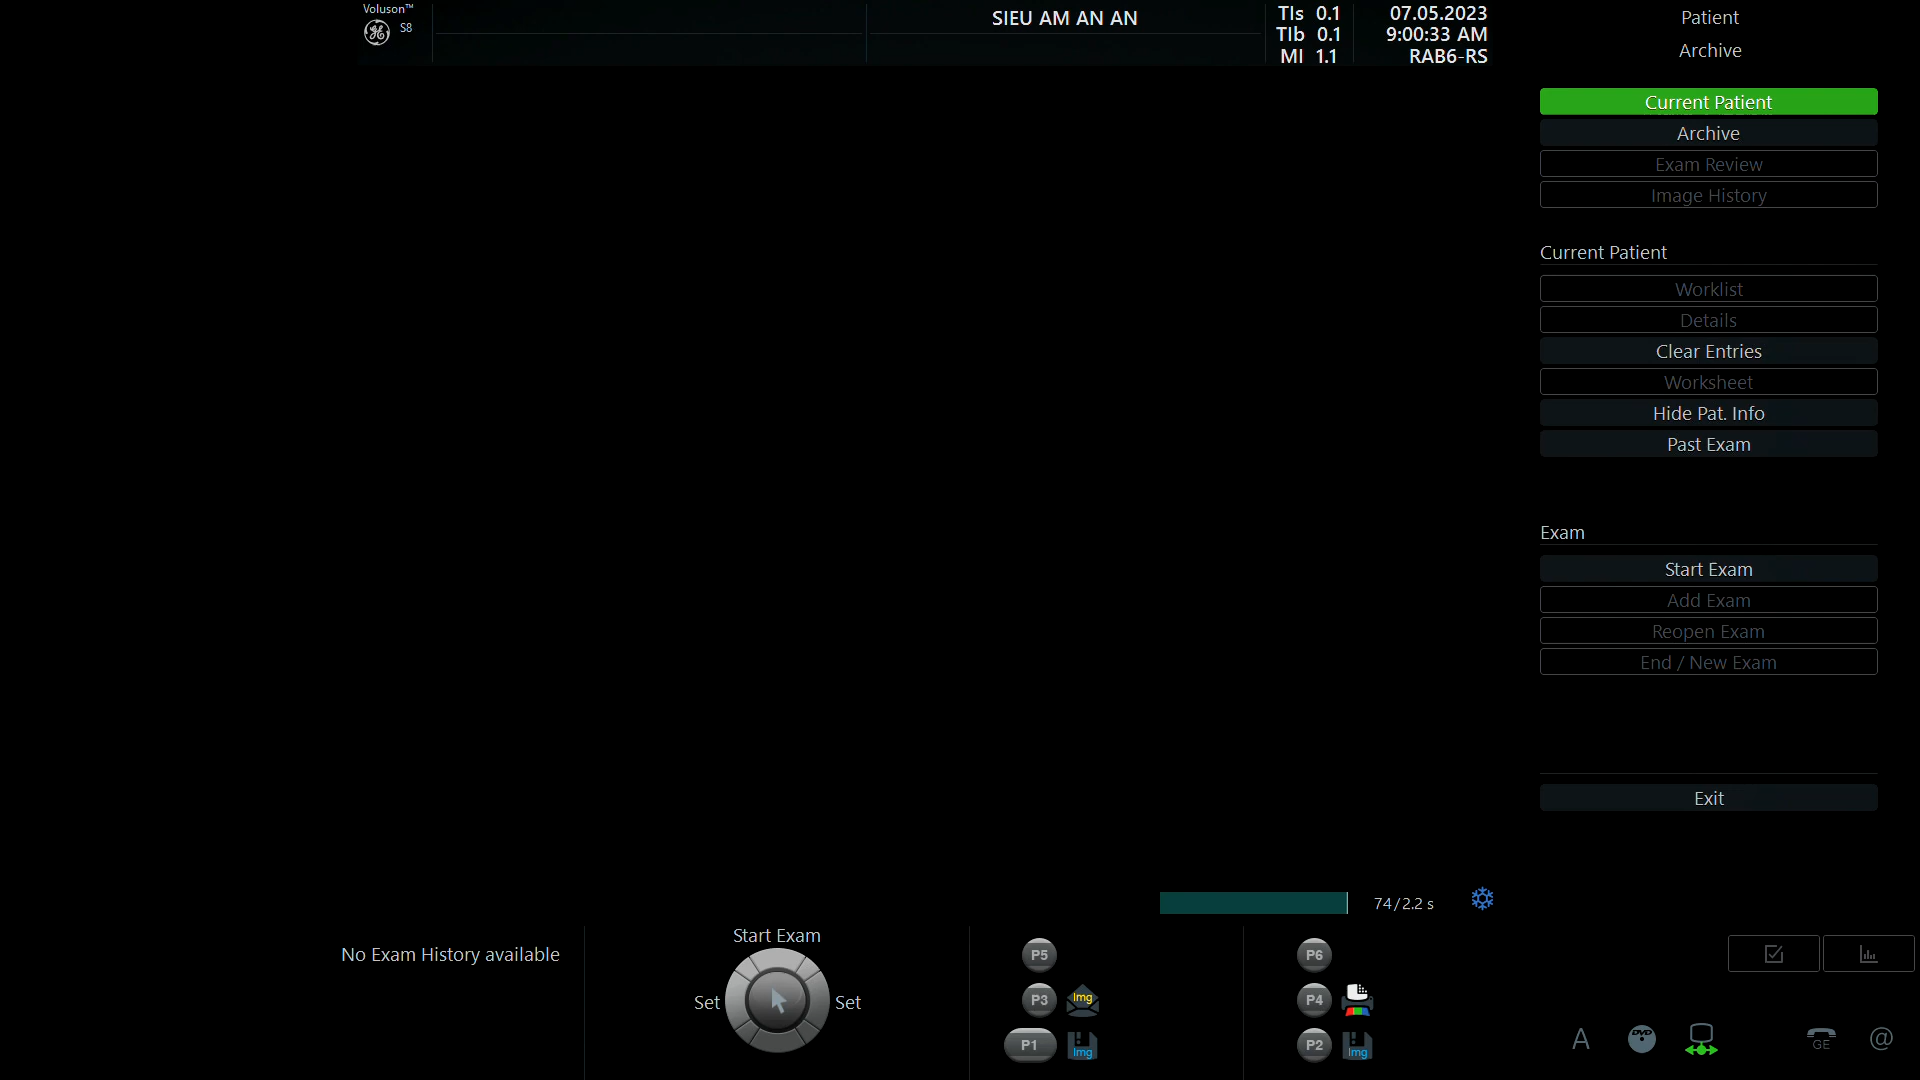 Voluson™
S8
SIEU AM AN AN
TIs 0.1
TIb 0.1
MI 1.1
07.05.2023
9:00:33 AM
RAB6-RS
Patient
Archive
Current Patient
Archive
Exam Review
Image History
Current Patient
Worklist
Details
Clear Entries
Worksheet
Hide Pat. Info
Past Exam
Exam
Start Exam
Add Exam
Reopen Exam
End / New Exam
Exit
74/2.2 s
No Exam History available
Start Exam
Set
Set
P5
P3
Img
P1
Img
P6
P4
P2
Img
A
DVD
GE
@